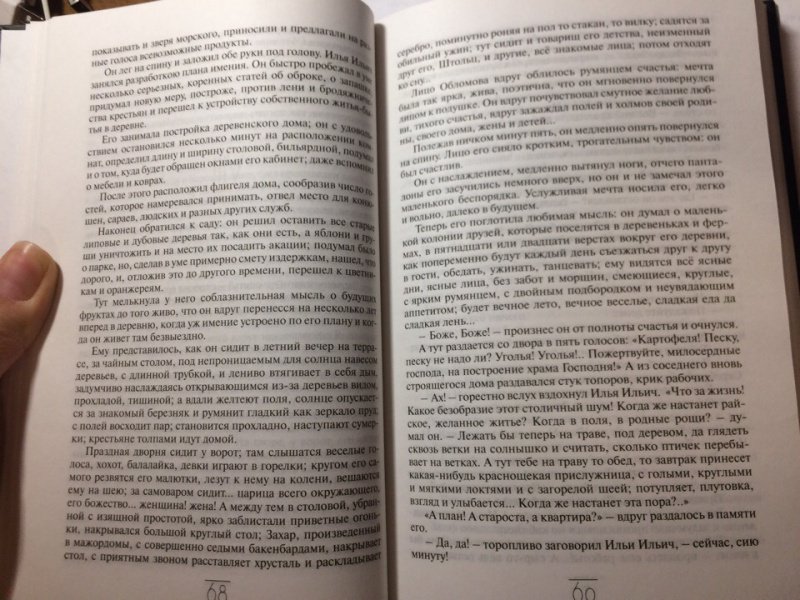 показывать и зверя морского, приносили и предлагали на раз-
ные голоса всевозможные продукты.
Он лег на спину и заложил обе руки под голову. Илья Ильич
занялся разработкою плана имения. Он быстро пробежал в уме
несколько серьезных, коренных статей об оброке, о запашке,
придумал новую меру, построже, против лени и бродяжниче-
ства крестьян и перешел к устройству собственного житья-бы-
тья в деревне.
Его занимала постройка деревенского дома; он с удоволь-
ствием остановился несколько минут на расположении ком-
нат, определил длину и ширину столовой, бильярдной, подумал
и о том, куда будет обращен окнами его кабинет; даже вспомнил
о мебели и коврах.
После этого расположил флигеля дома, сообразив число го-
стей, которое намеревался принимать, отвел место для коню-
шен, сараев, людских и разных других служб.
Наконец обратился к саду: он решил оставить все старые
липовые и дубовые деревья так, как они есть, а яблони и гру-
ши уничтожить и на место их посадить акации; подумал было
о парке, но, сделав в уме примерно смету издержкам, нашел, что
дорого, и, отложив это до другого времени, перешел к цветни-
кам и оранжереям.
Тут мелькнула у него соблазнительная мысль о будущих
фруктах до того живо, что он вдруг перенесся на несколько лет
вперед в деревню, когда уж имение устроено по его плану и ког-
да он живет там безвыездно.
Ему представилось, как он сидит в летний вечер на терра-
се, за чайным столом, под непроницаемым для солнца навесом
деревьев, с длинной трубкой, и лениво втягивает в себя дым,
задумчиво наслаждаясь открывающимся из-за деревьев видом,
прохладой, тишиной; а вдали желтеют поля, солнце опускает-
ся за знакомый березняк и румянит гладкий как зеркало пруд;
с полей восходит пар; становится прохладно, наступают сумер-
ки; крестьяне толпами идут домой.
Праздная дворня сидит у ворот; там слышатся веселые го-
лоса, хохот, балалайка, девки играют в горелки; кругом его са-
мого резвятся его малютки, лезут к нему на колени, вешаются
ему на шею; за самоваром сидит... царица всего окружающего,
его божество... женщина! жена! А между тем в столовой, убран-
ной с изящной простотой, ярко заблистали приветные огонь-
ки, накрывался большой круглый стол; Захар, произведенный
в мажордомы, с совершенно седыми бакенбардами, накрывает
стол, с приятным звоном расставляет хрусталь и раскладывает
68
серебро, поминутно роняя на пол то стакан, то вилку; садятся за
обильный ужин; тут сидит и товарищ его детства, неизменный
друг его, Штольц, и другие, всё знакомые лица; потом отходят
ко сну...
Лицо Обломова вдруг облилось румянцем счастья: мечта
была так ярка, жива, поэтична, что он мгновенно повернулся
лицом к подушке. Он вдруг почувствовал смутное желание люб-
ви, тихого счастья, вдруг зажаждал полей и холмов своей роди-
ны, своего дома, жены и детей...
Полежав ничком минут пять, он медленно опять повернулся
на спину. Лицо его сияло кротким, трогательным чувством: он
был счастлив.
Он с наслаждением, медленно вытянул ноги, отчего панта-
лоны его засучились немного вверх, но он и не замечал этого
маленького беспорядка. Услужливая мечта носила его, легко
и вольно, далеко в будущем.
Теперь его поглотила любимая мысль: он думал о малень-
кой колонии друзей, которые поселятся в деревеньках и фер-
мах, в пятнадцати или двадцати верстах вокруг его деревни,
как попеременно будут каждый день съезжаться друг к другу
в гости, обедать, ужинать, танцевать; ему видятся всё ясные
дни, ясные лица, без забот и морщин, смеющиеся, круглые,
с ярким румянцем, с двойным подбородком и неувядающим
аппетитом; будет вечное лето, вечное веселье, сладкая еда да
сладкая лень...
— Боже, Боже! — произнес он от полноты счастья и очнулся.
А тут раздается со двора в пять голосов: «Картофеля! Песку,
песку не надо ли? Уголья! Уголья!.. Пожертвуйте, милосердные
господа, на построение храма Господня!» А из соседнего вновь
строящегося дома раздавался стук топоров, крик рабочих.
— Ах! — горестно вслух вздохнул Илья Ильич. «Что за жизнь!
Какое безобразие этот столичный шум! Когда же настанет рай-
ское, желанное житье? Когда в поля, в родные рощи? — ду-
мал он. — Лежать бы теперь на траве, под деревом, да глядеть
сквозь ветки на солнышко и считать, сколько птичек перебы-
вает на ветках. А тут тебе на траву то обед, то завтрак принесет
какая-нибудь краснощекая прислужница, с голыми, круглыми
и мягкими локтями и с загорелой шеей; потупляет, плутовка,
взгляд и улыбается... Когда же настанет эта пора?..»
«А план! А староста, а квартира?» — вдруг раздалось в памяти
его.
— Да, да! — торопливо заговорил Ильи Ильич, — сейчас, сию
минуту!
69